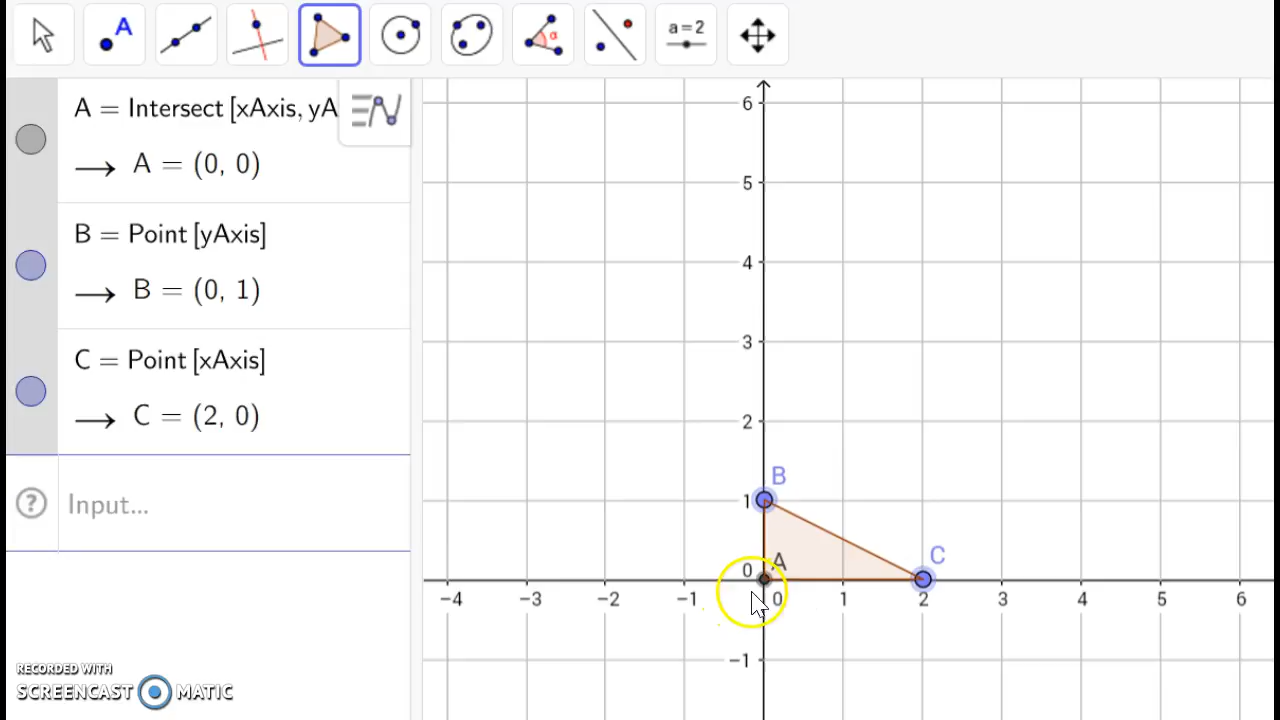 A
α
a=2
A = Intersect [xAxis, yA
→ A = (0, 0)
B = Point [yAxis]
→ B = (0, 1)
C = Point [xAxis]
→ C = (2, 0)
? Input...
6
5
4
3
2
1
0
−1
B
A
C
−4 −3 −2 −1 0 1 2 3 4 5 6
RECORDED WITH
SCREENCAST MATIC